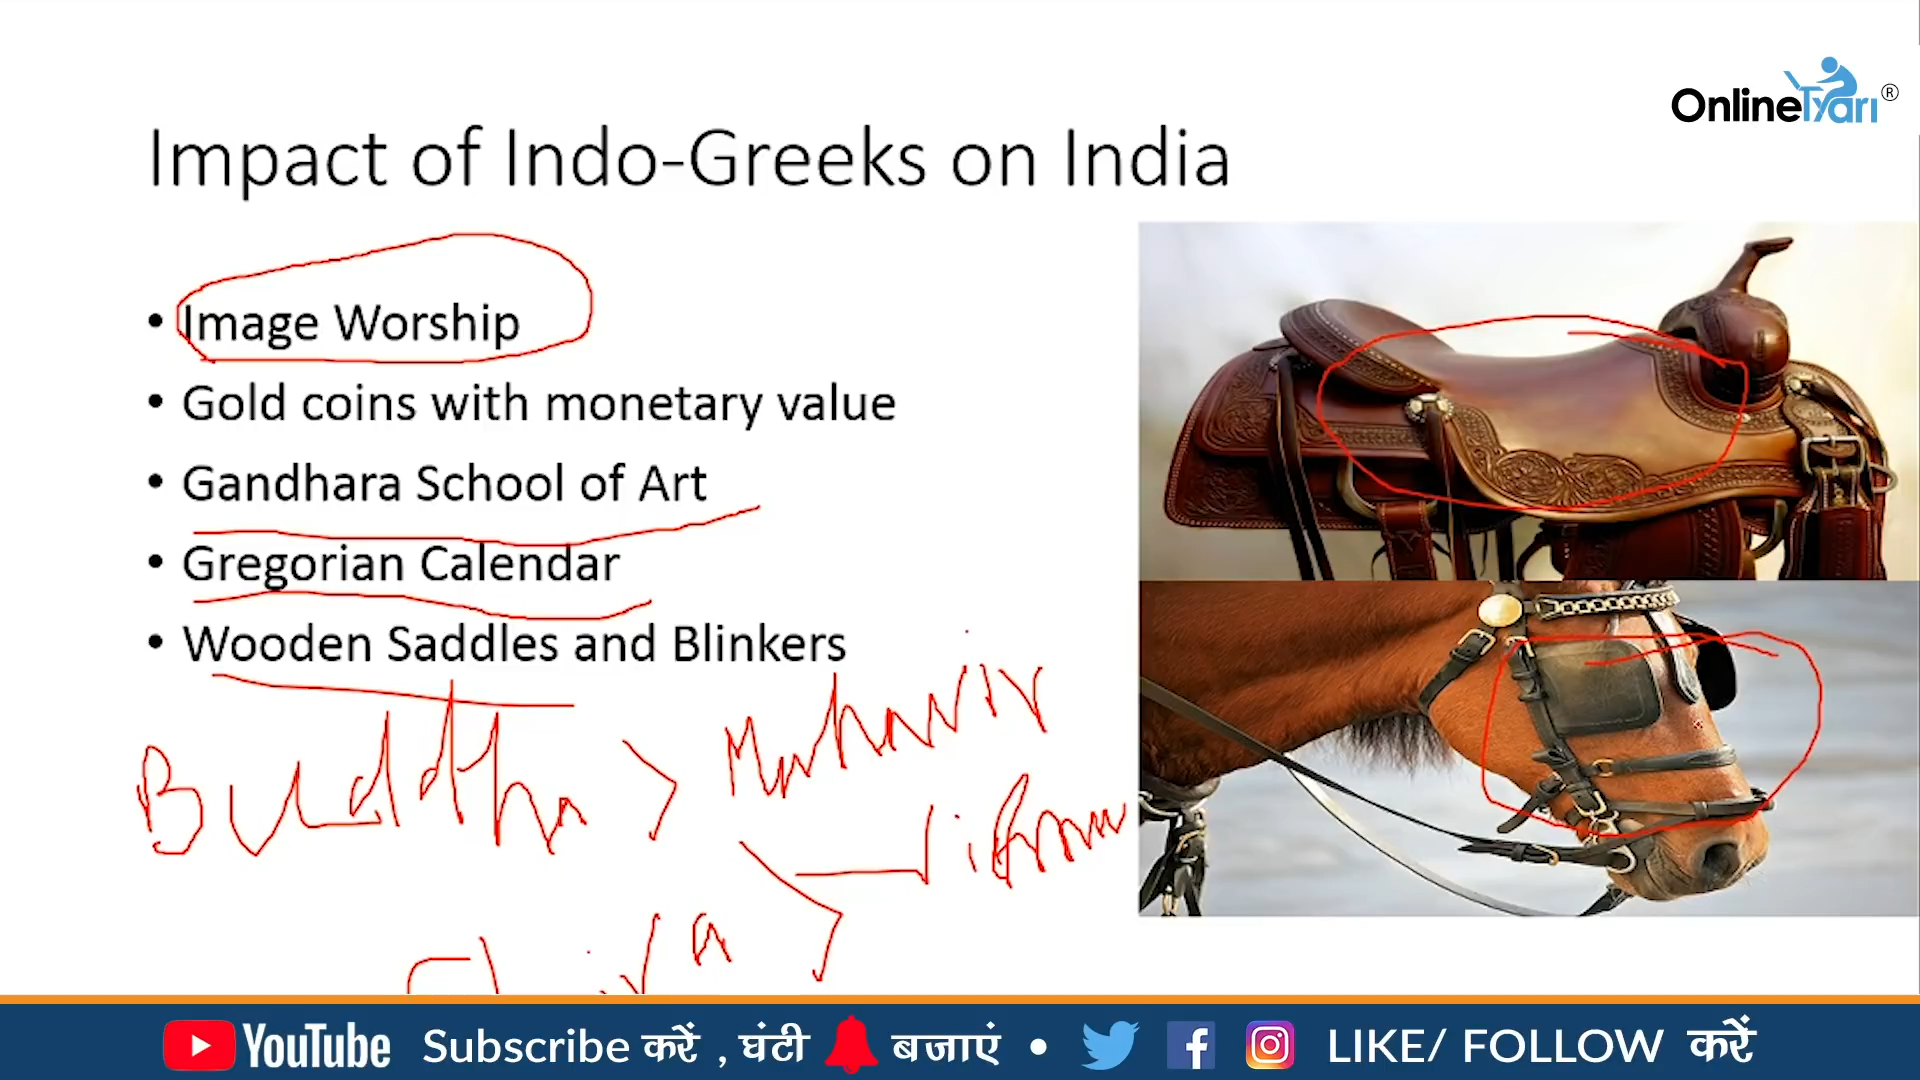 OnlineTyari®
Impact of Indo-Greeks on India
• Image Worship
• Gold coins with monetary value
• Gandhara School of Art
• Gregorian Calendar
• Wooden Saddles and Blinkers
Buddha > Mahavir
YouTube Subscribe करें , घंटी बजाएं • LIKE/ FOLLOW करें